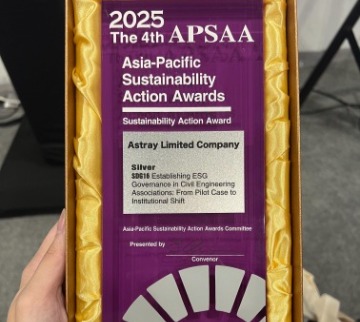 2025
The 4th APSAA
Asia-Pacific
Sustainability
Action Awards
Sustainability Action Award
Astray Limited Company
Silver
SDG16 Establishing ESG
Governance in Civil Engineering
Associations: From Pilot Case to
Institutional Shift
Asia-Pacific Sustainability Action Awards Committee
Presented by
Convenor